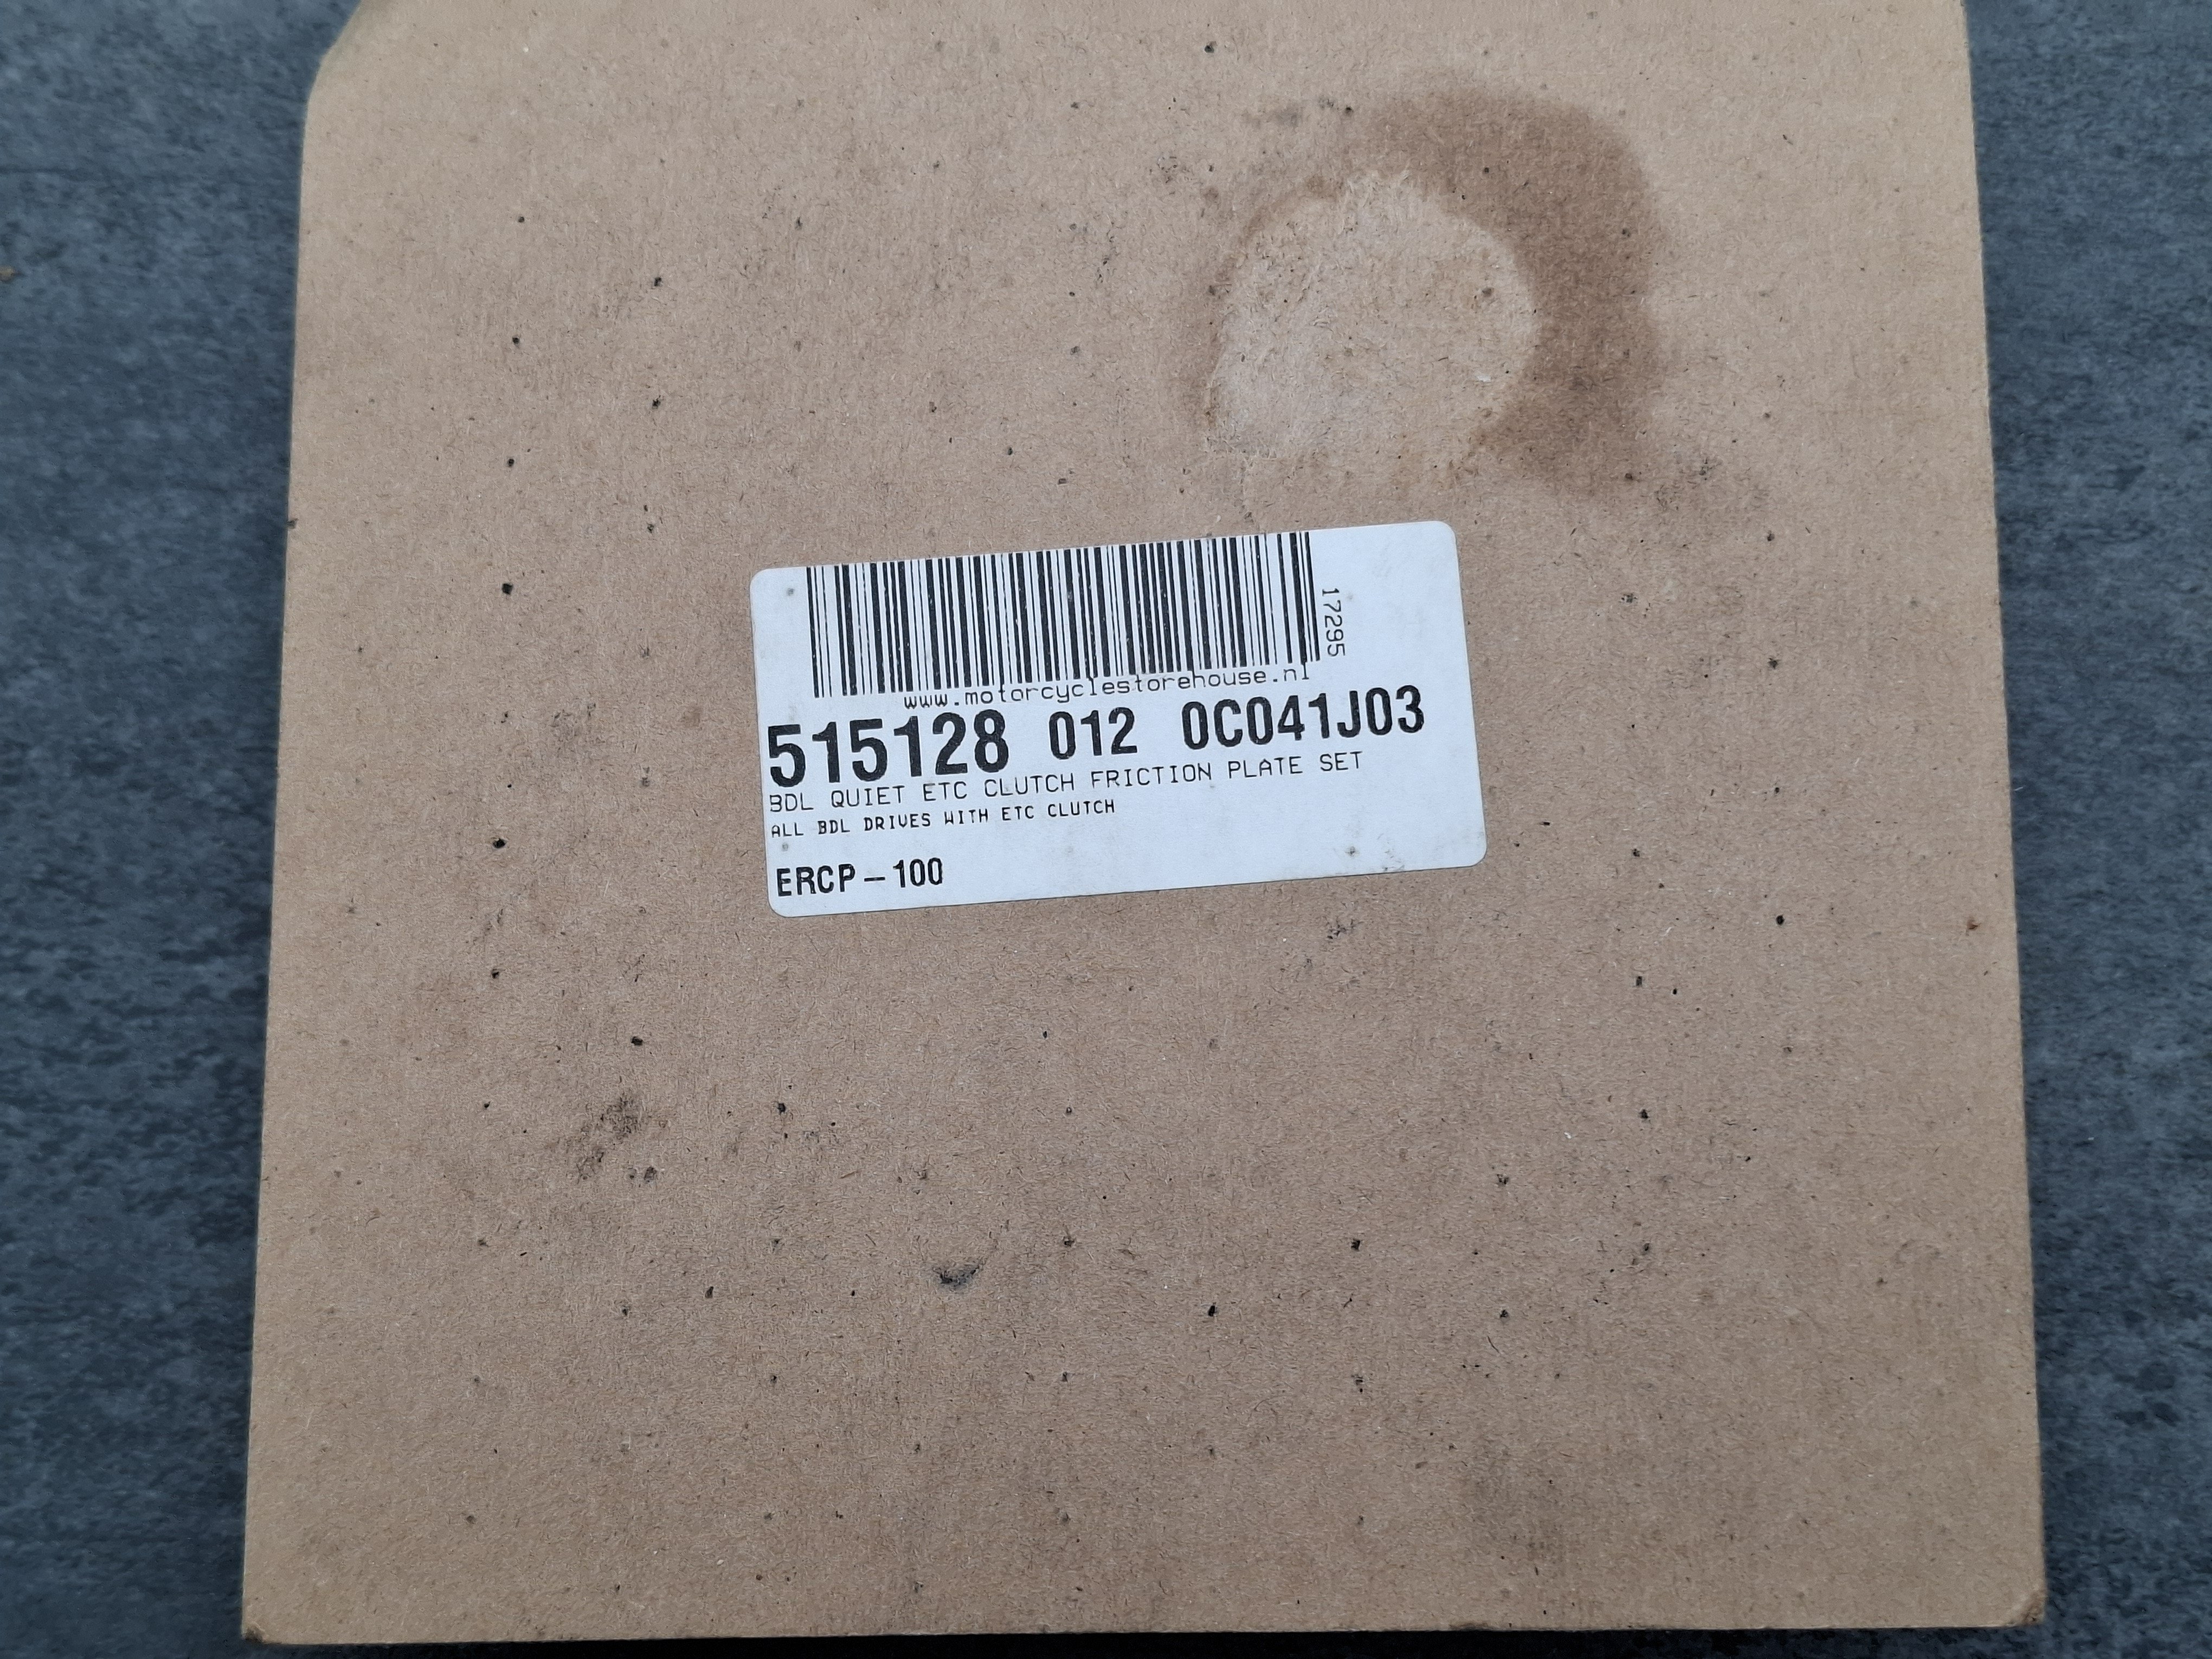 17295
www.motorcyclestorehouse.nl
515128 012 0C041J03
BDL QUIET ETC CLUTCH FRICTION PLATE SET
ALL BDL DRIVES WITH ETC CLUTCH
ERCP-100